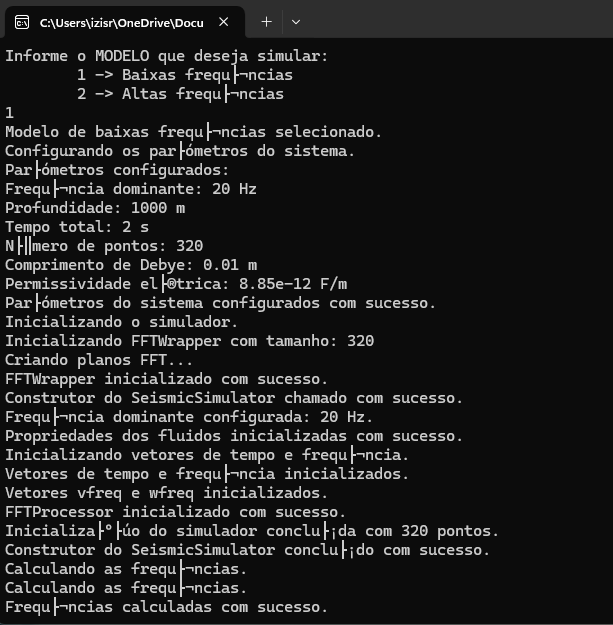 C:\Users\izisr\OneDrive\Docu
Informe o MODELO que deseja simular:
1 -> Baixas frequ├¬ncias
2 -> Altas frequ├¬ncias
1
Modelo de baixas frequ├¬ncias selecionado.
Configurando os par├ómetros do sistema.
Par├ómetros configurados:
Frequ├¬ncia dominante: 20 Hz
Profundidade: 1000 m
Tempo total: 2 s
N├║mero de pontos: 320
Comprimento de Debye: 0.01 m
Permissividade el├®trica: 8.85e-12 F/m
Par├ómetros do sistema configurados com sucesso.
Inicializando o simulador.
Inicializando FFTWrapper com tamanho: 320
Criando planos FFT...
FFTWrapper inicializado com sucesso.
Construtor do SeismicSimulator chamado com sucesso.
Frequ├¬ncia dominante configurada: 20 Hz.
Propriedades dos fluidos inicializadas com sucesso.
Inicializando vetores de tempo e frequ├¬ncia.
Vetores de tempo e frequ├¬ncia inicializados.
Vetores vfreq e wfreq inicializados.
FFTProcessor inicializado com sucesso.
Inicializa├º├úo do simulador conclu├¡da com 320 pontos.
Construtor do SeismicSimulator conclu├¡do com sucesso.
Calculando as frequ├¬ncias.
Calculando as frequ├¬ncias.
Frequ├¬ncias calculadas com sucesso.